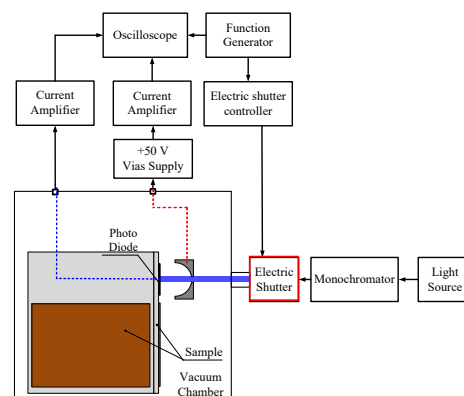 Oscilloscope
Function
Generator
Current
Amplifier
Current
Amplifier
Electric shutter
controller
+50 V
Vias Supply
Photo
Diode
Electric
Shutter
Monochromator
Light
Source
Sample
Vacuum
Chamber